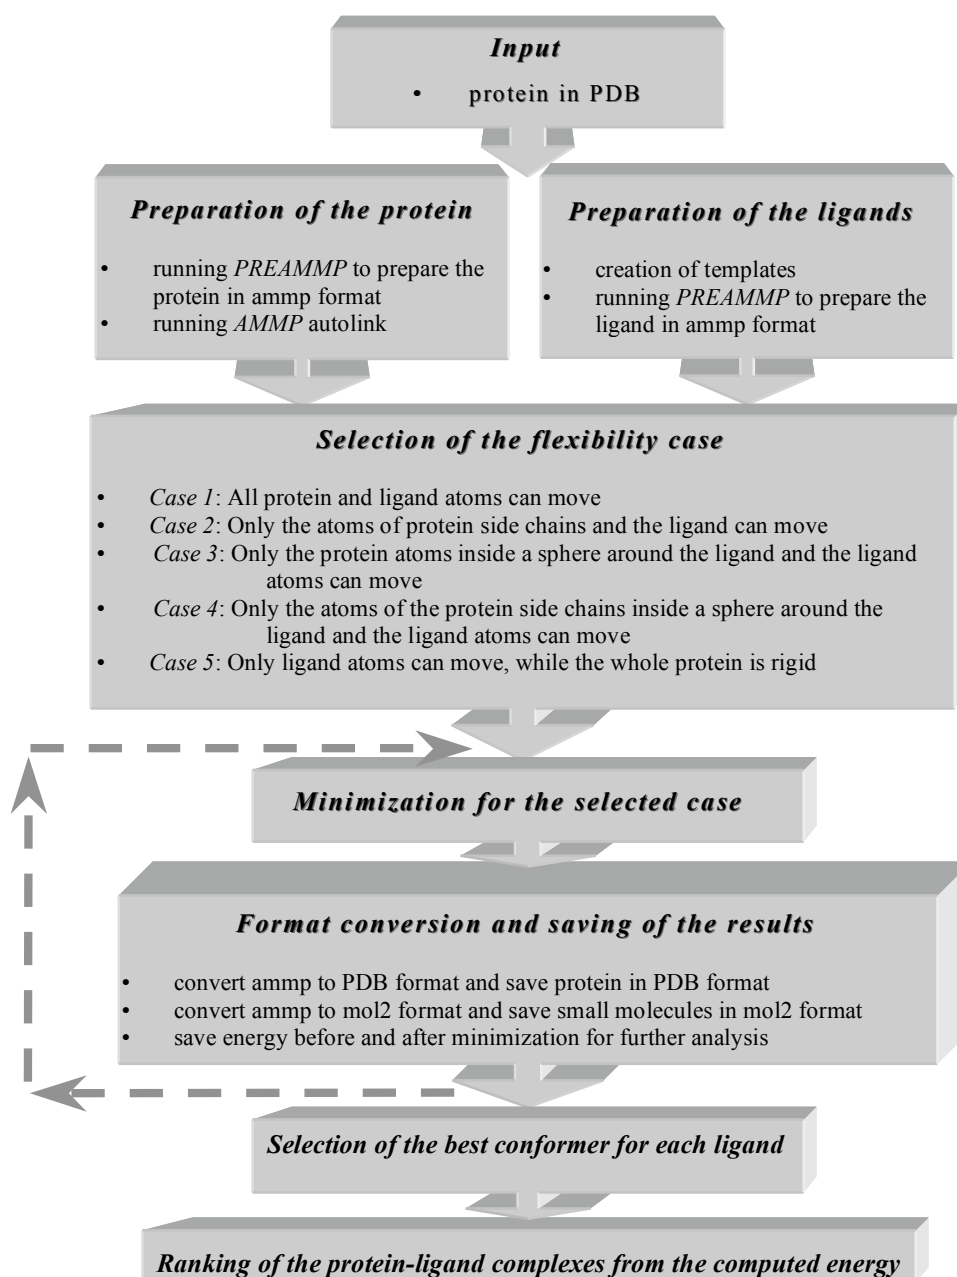 Input
• protein in PDB
Preparation of the protein
• running PREAMMP to prepare the
protein in ammp format
• running AMMP autolink
Preparation of the ligands
• creation of templates
• running PREAMMP to prepare the
ligand in ammp format
Selection of the flexibility case
• Case 1: All protein and ligand atoms can move
• Case 2: Only the atoms of protein side chains and the ligand can move
• Case 3: Only the protein atoms inside a sphere around the ligand and the ligand
atoms can move
• Case 4: Only the atoms of the protein side chains inside a sphere around the
ligand and the ligand atoms can move
• Case 5: Only ligand atoms can move, while the whole protein is rigid
Minimization for the selected case
Format conversion and saving of the results
• convert ammp to PDB format and save protein in PDB format
• convert ammp to mol2 format and save small molecules in mol2 format
• save energy before and after minimization for further analysis
Selection of the best conformer for each ligand
Ranking of the protein-ligand complexes from the computed energy